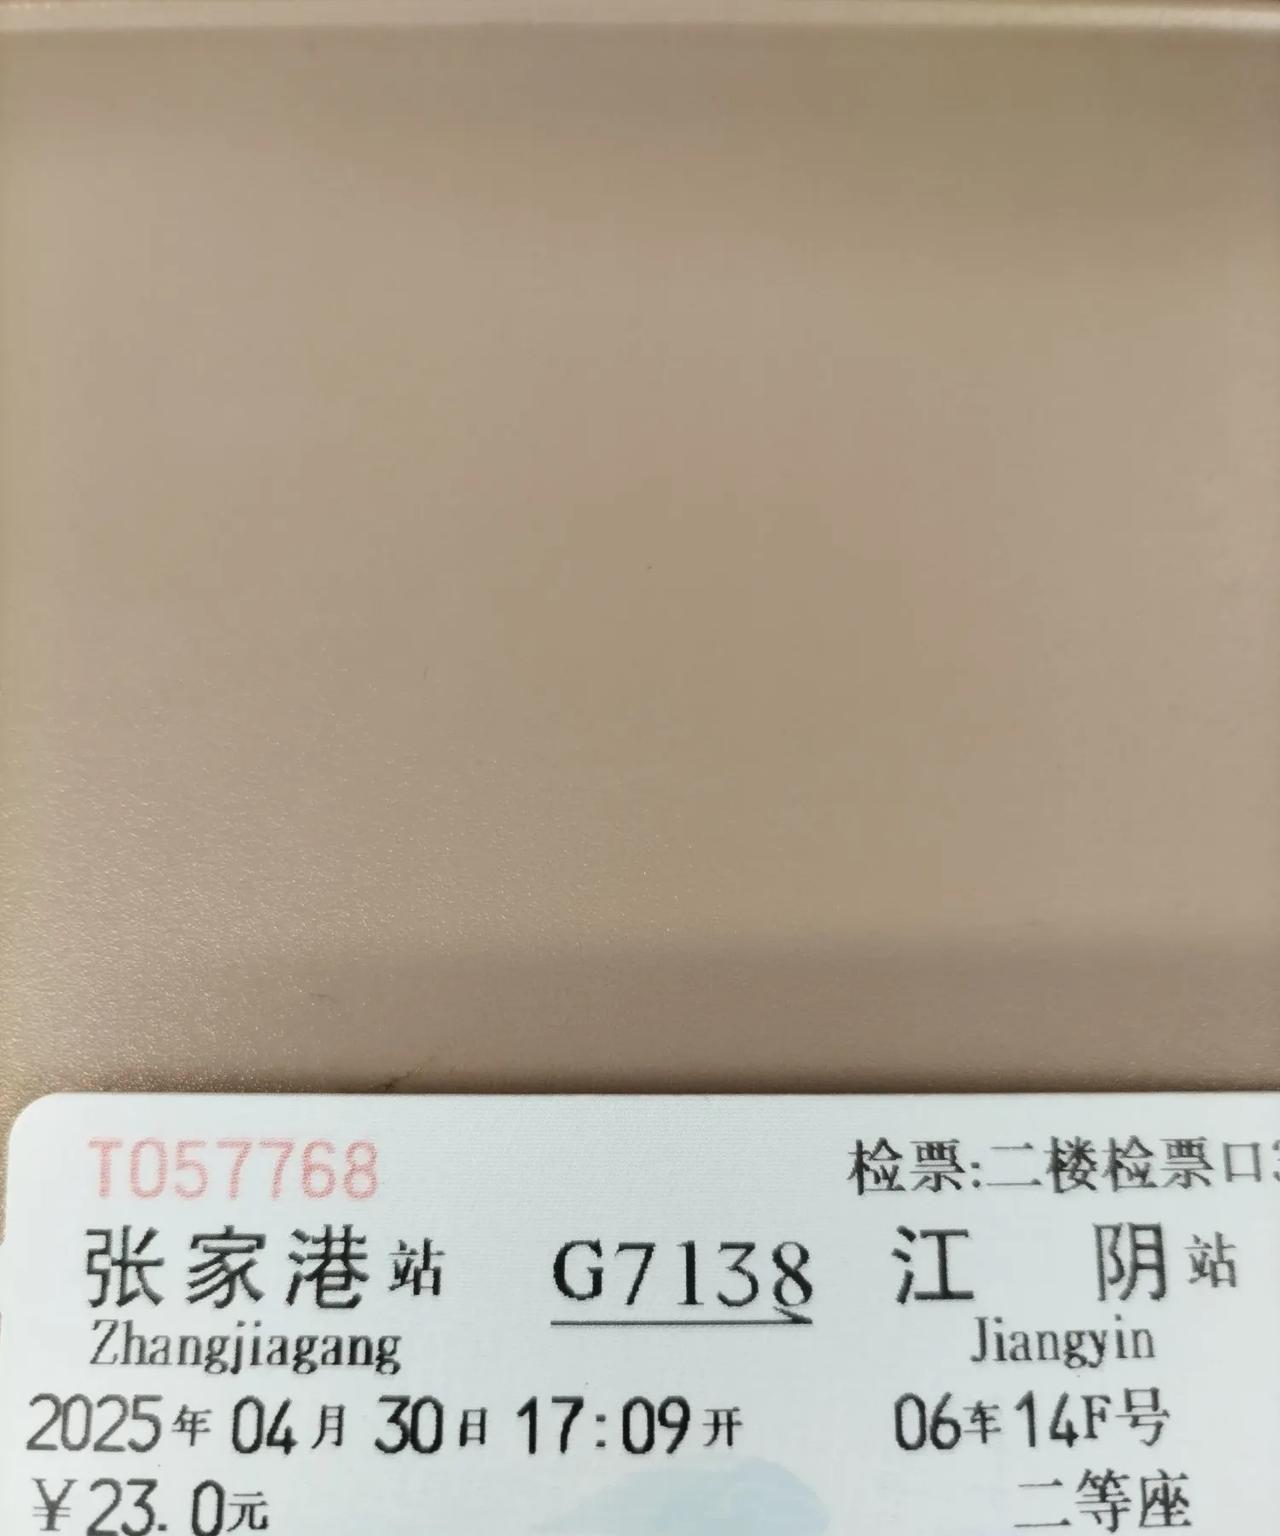 T057768
检票:二楼检票口
张家港站 G7138 江阴站
Zhangjiagang Jiangyin
2025年04月30日17:09开 06车14F号
¥23.0元 二等座